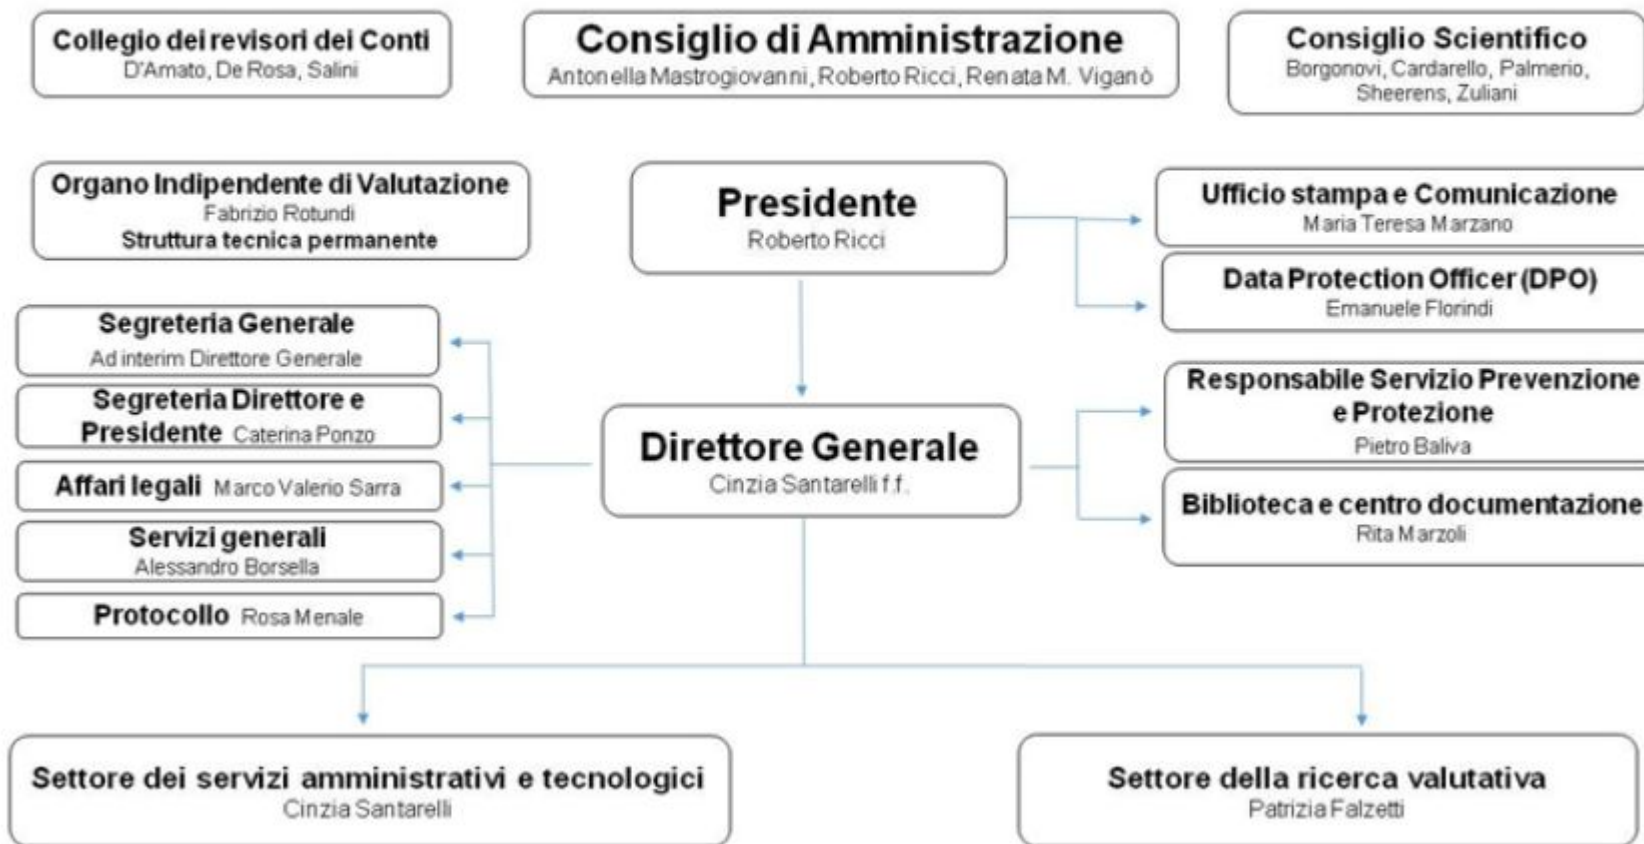 Collegio dei revisori dei Conti
D'Amato, De Rosa, Salini
Consiglio di Amministrazione
Antonella Mastrogiovanni, Roberto Ricci, Renata M. Viganò
Consiglio Scientifico
Borgonovi, Cardarello, Palmerio,
Sheerens, Zuliani
Organo Indipendente di Valutazione
Fabrizio Rotundi
Struttura tecnica permanente
Presidente
Roberto Ricci
Ufficio stampa e Comunicazione
Maria Teresa Marzano
Data Protection Officer (DPO)
Emanuele Florindi
Segreteria Generale
Ad interim Direttore Generale
Segreteria Direttore e
Presidente Caterina Ponzo
Affari legali Marco Valerio Sarra
Servizi generali
Alessandro Borsella
Protocollo Rosa Menale
Direttore Generale
Cinzia Santarelli f.f.
Responsabile Servizio Prevenzione
e Protezione
Pietro Baliva
Biblioteca e centro documentazione
Rita Marzoli
Settore dei servizi amministrativi e tecnologici
Cinzia Santarelli
Settore della ricerca valutativa
Patrizia Falzetti